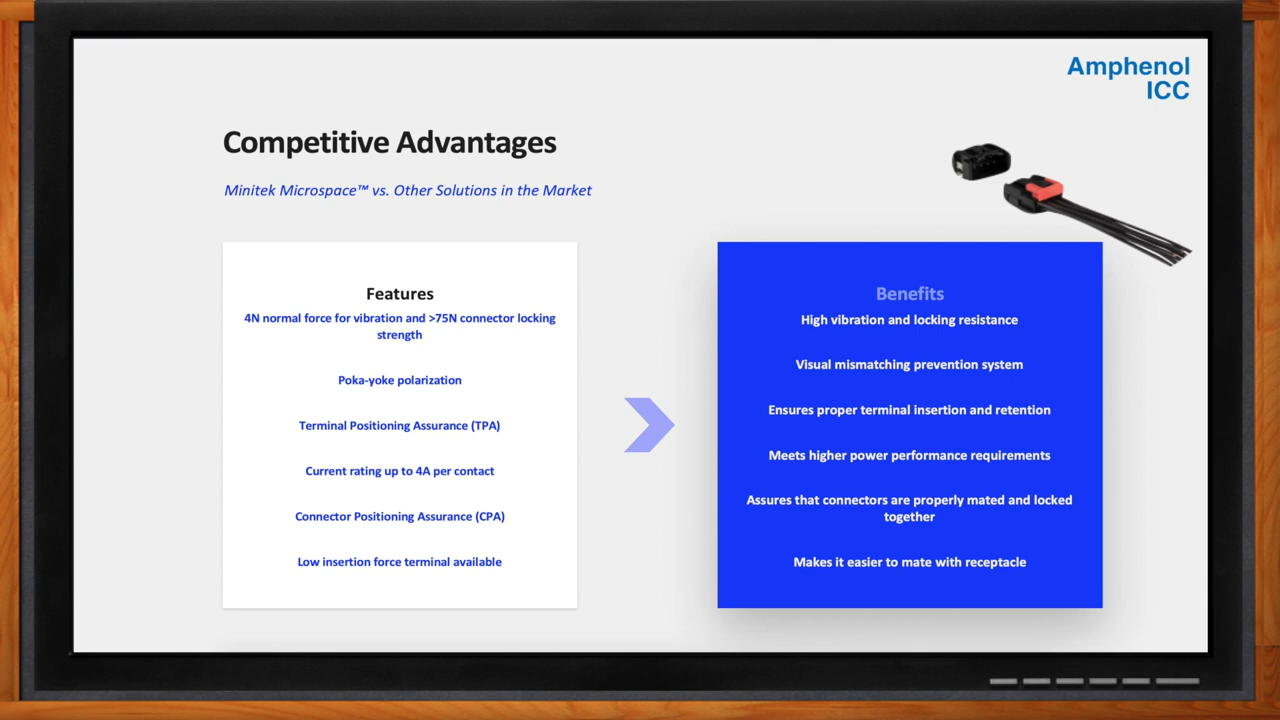 Amphenol
ICC
Competitive Advantages
Minitek Microspace™ vs. Other Solutions in the Market
Features
4N normal force for vibration and >75N connector locking
strength
Poka-yoke polarization
Terminal Positioning Assurance (TPA)
Current rating up to 4A per contact
Connector Positioning Assurance (CPA)
Low insertion force terminal available
Benefits
High vibration and locking resistance
Visual mismatching prevention system
Ensures proper terminal insertion and retention
Meets higher power performance requirements
Assures that connectors are properly mated and locked
together
Makes it easier to mate with receptacle